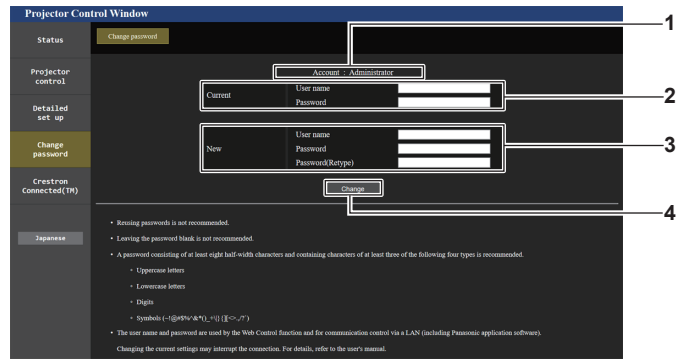 Projector Control Window
Status
Change password
1
Projector
control
Account : Administrator
Current
User name
Password
2
Detailed
set up
Change
password
New
User name
Password
Password(Retype)
3
Crestron
Connected(TM)
Change
4
Japanese
• Reusing passwords is not recommended.
• Leaving the password blank is not recommended.
• A password consisting of at least eight half-width characters and containing characters of at least three of the following four types is recommended.
◦ Uppercase letters
◦ Lowercase letters
◦ Digits
◦ Symbols (~!@#$%^&*()_+\|}{][<>.,/?`)
• The user name and password are used by the Web Control function and for communication control via a LAN (including Panasonic application software).
Changing the current settings may interrupt the connection. For details, refer to the user's manual.